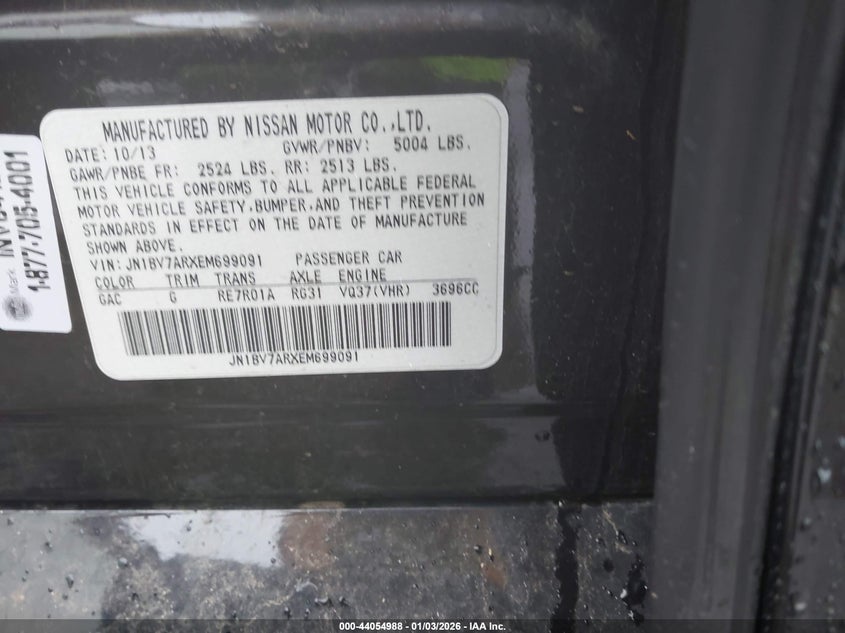 MANUFACTURED BY NISSAN MOTOR CO.,LTD.
DATE: 10/13 GVWR/PNBV: 5004 LBS.
GAWR/PNBE FR: 2524 LBS. RR: 2513 LBS.
THIS VEHICLE CONFORMS TO ALL APPLICABLE FEDERAL
MOTOR VEHICLE SAFETY,BUMPER,AND THEFT PREVENTION
STANDARDS IN EFFECT ON THE DATE OF MANUFACTURE
SHOWN ABOVE.
VIN: JN1BV7ARXEM699091 PASSENGER CAR
COLOR TRIM TRANS AXLE ENGINE
GAC G RE7R01A RG31 VQ37(VHR) 3696CC
JN1BV7ARXEM699091
Mark
1-877-705-4001
000-44054988 - 01/03/2026 - IAA Inc.